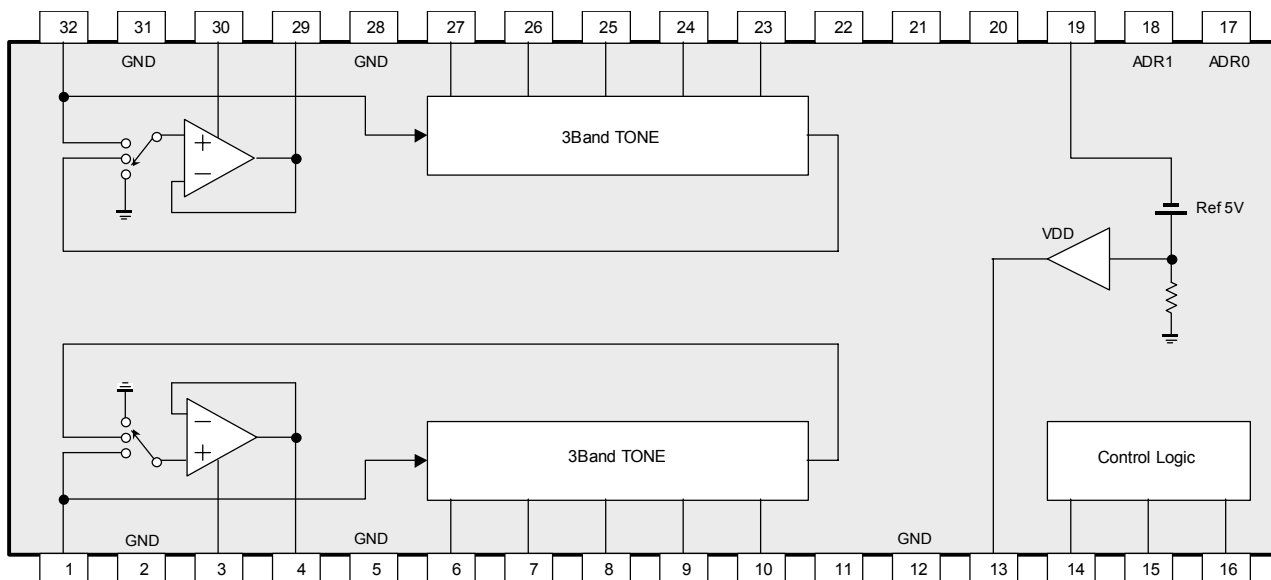 32 31 30 29 28 27 26 25 24 23 22 21 20 19 18 17
GND GND ADR1 ADR0
+
−
3Band TONE
Ref 5V
VDD
−
+
3Band TONE
Control Logic
GND GND GND
1 2 3 4 5 6 7 8 9 10 11 12 13 14 15 16